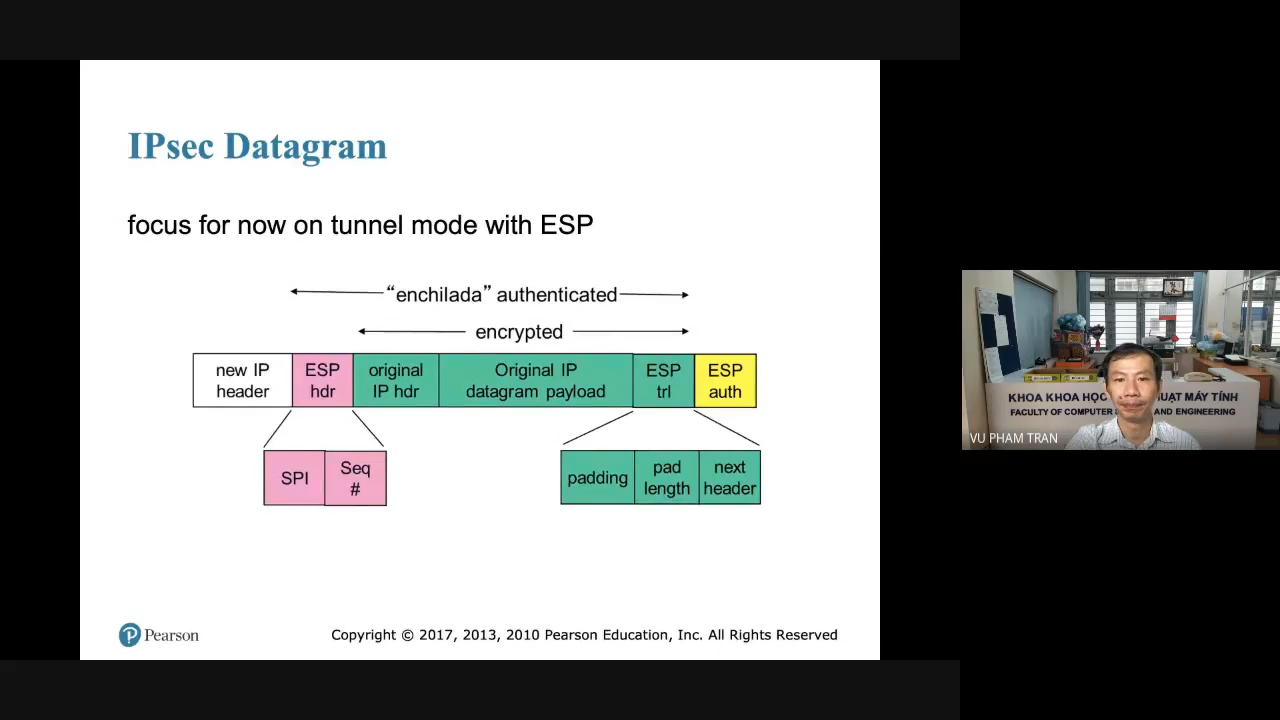 IPsec Datagram
focus for now on tunnel mode with ESP
“enchilada” authenticated
encrypted
new IP
header
ESP
hdr
original
IP hdr
Original IP
datagram payload
ESP
trl
ESP
auth
SPI
Seq
#
padding
pad
length
next
header
Pearson
Copyright © 2017, 2013, 2010 Pearson Education, Inc. All Rights Reserved
KHOA KHOA HỌC UẬT MÁY TÍNH
FACULTY OF COMPUTER AND ENGINEERING
VU PHAM TRAN